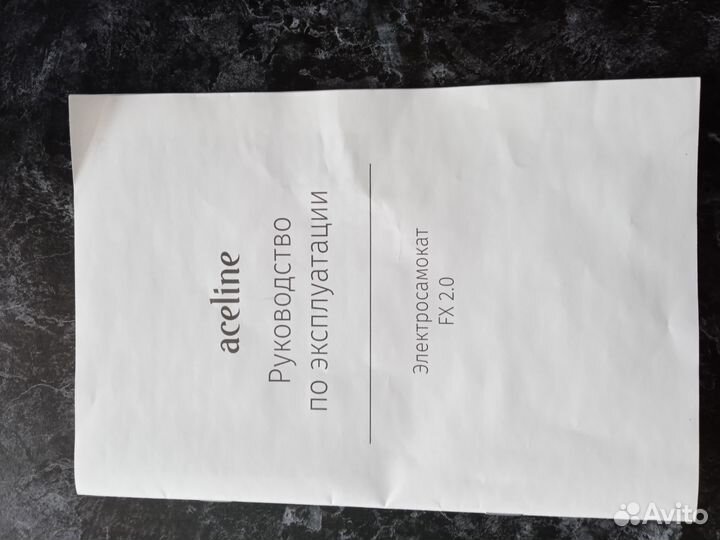 aceline
Руководство
по эксплуатации
Электросамокат
FX 2.0
Avito